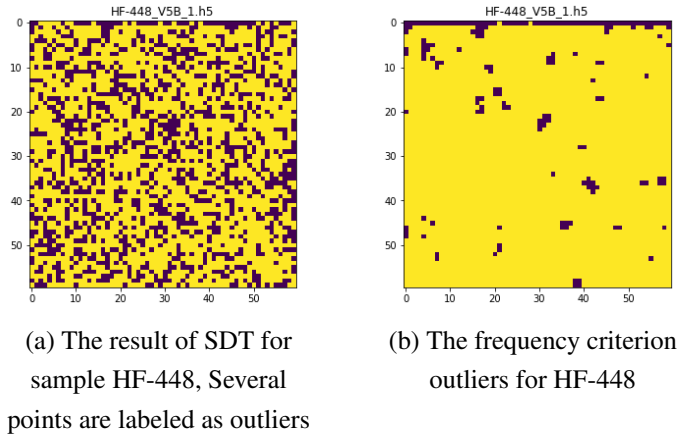 HF-448_V5B_1.h5
0
10
20
30
40
50
0 10 20 30 40 50
(a) The result of SDT for
sample HF-448, Several
points are labeled as outliers
HF-448_V5B_1.h5
0
10
20
30
40
50
0 10 20 30 40 50
(b) The frequency criterion
outliers for HF-448